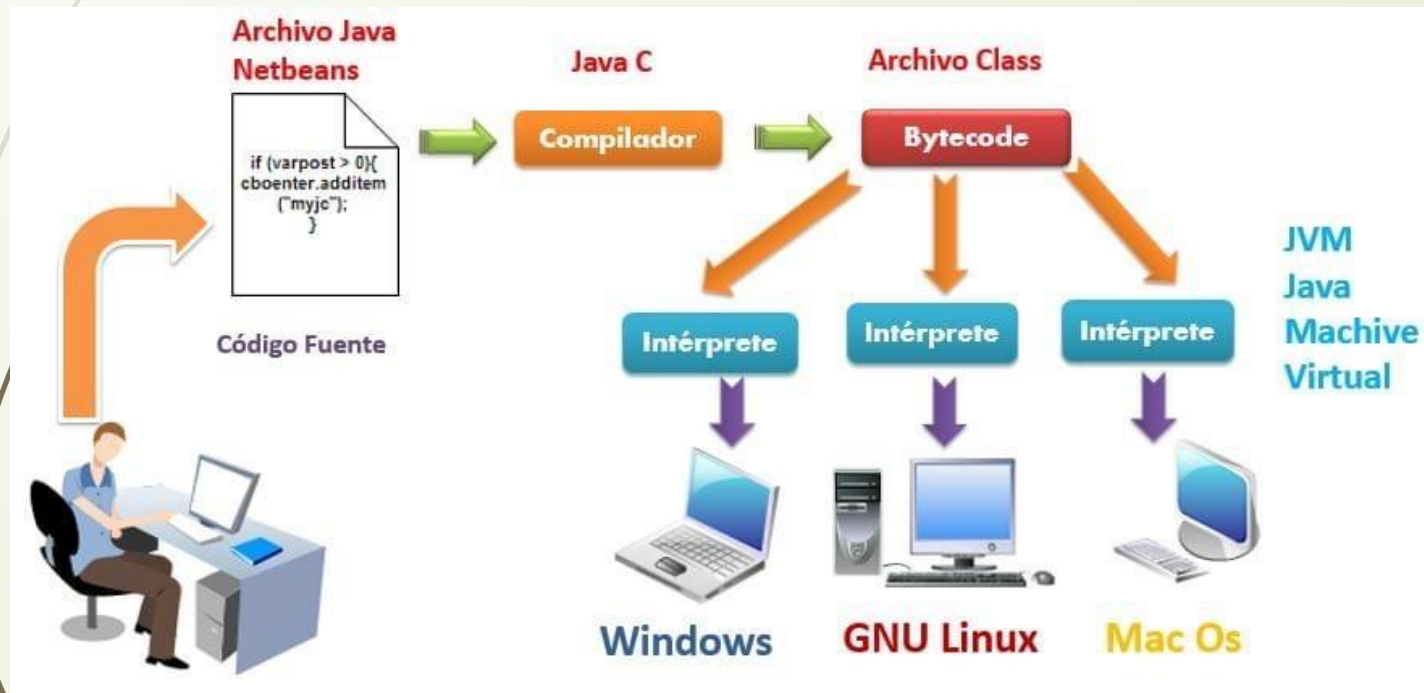 Archivo Java
Netbeans
Java C
Archivo Class
if (varpost > 0){
cboenter.additem
("myjc");
}
Compilador
Bytecode
Código Fuente
Intérprete
Intérprete
Intérprete
JVM
Java
Machive
Virtual
Windows
GNU Linux
Mac Os